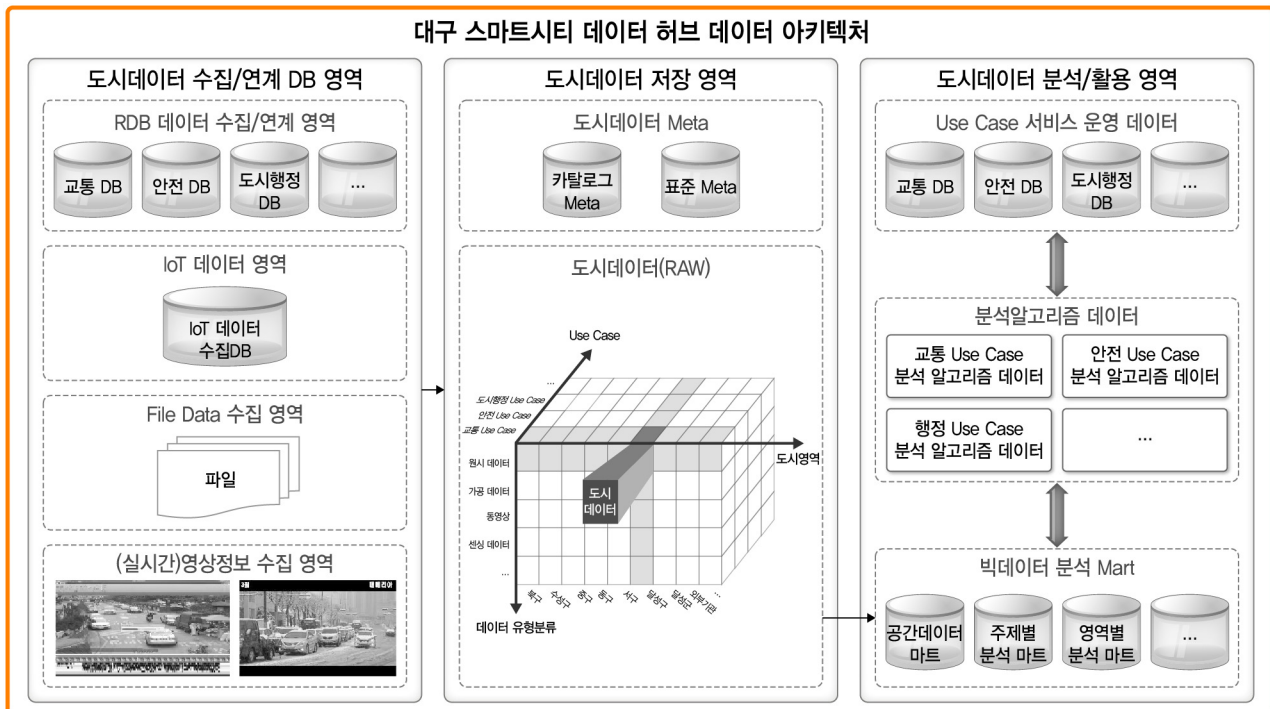 대구 스마트시티 데이터 허브 데이터 아키텍처
도시데이터 수집/연계 DB 영역
RDB 데이터 수집/연계 영역
교통 DB
안전 DB
도시행정
DB
...
IoT 데이터 영역
IoT 데이터
수집DB
File Data 수집 영역
파일
(실시간)영상정보 수집 영역
도시데이터 저장 영역
도시데이터 Meta
카탈로그
Meta
표준 Meta
도시데이터(RAW)
Use Case
...
도시행정 Use Case
안전 Use Case
교통 Use Case
도시영역
원시 데이터
가공 데이터
동영상
센싱 데이터
...
도시
데이터
북구
수성구
중구
동구
서구
달성구
달성군
외부기관
...
데이터 유형분류
도시데이터 분석/활용 영역
Use Case 서비스 운영 데이터
교통 DB
안전 DB
도시행정
DB
...
분석알고리즘 데이터
교통 Use Case
분석 알고리즘 데이터
안전 Use Case
분석 알고리즘 데이터
행정 Use Case
분석 알고리즘 데이터
...
빅데이터 분석 Mart
공간데이터
마트
주제별
분석 마트
영역별
분석 마트
...